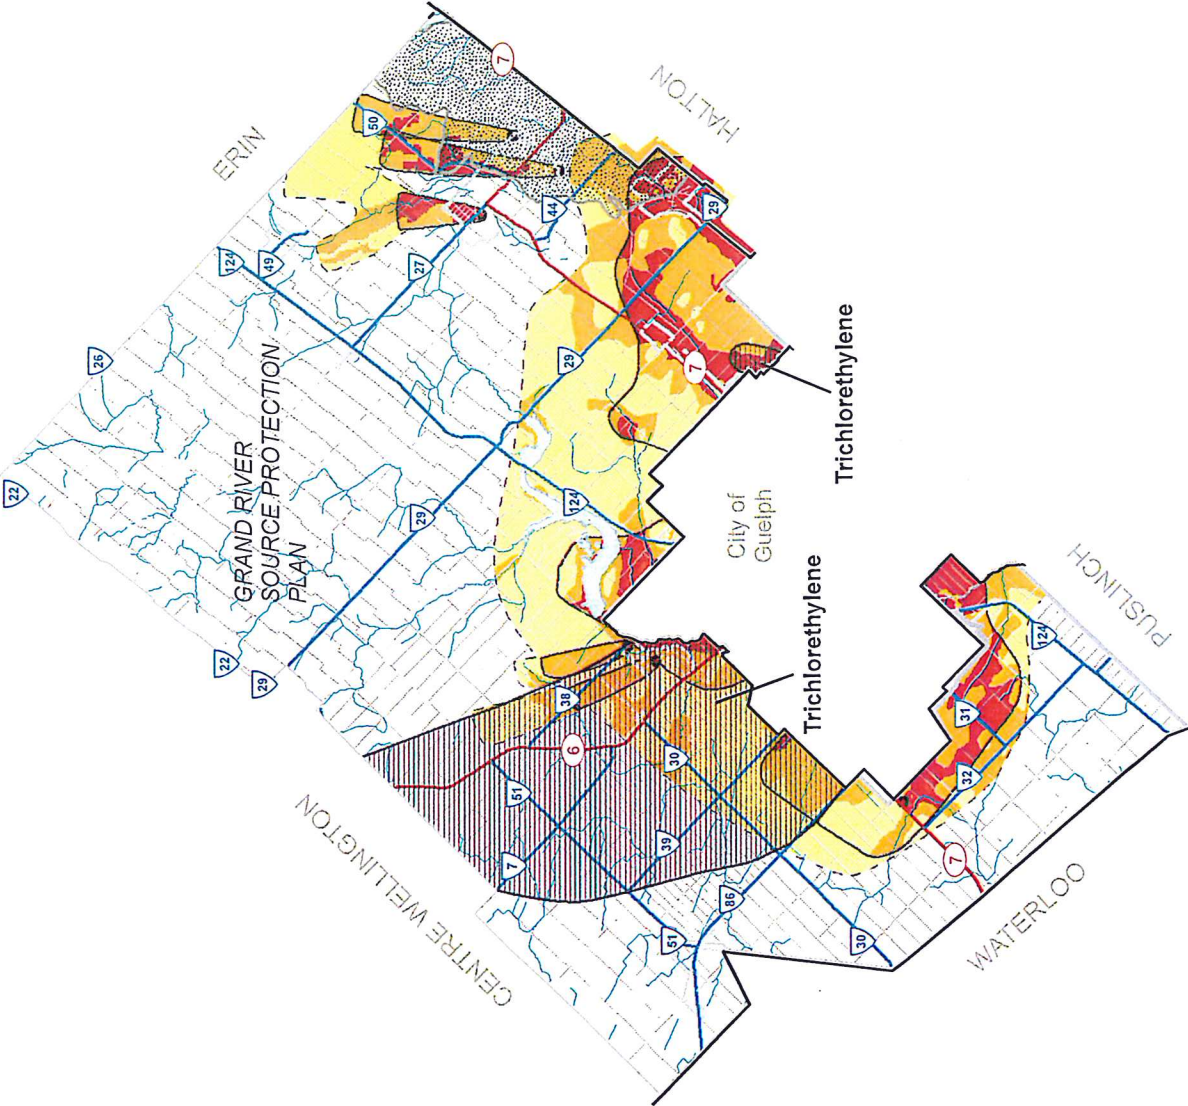 7
HALTON
ERIN
50
44
29
124
49
27
26
29
7
GRAND RIVER
SOURCE PROTECTION
PLAN
22
29
124
Trichlorethylene
City of
Guelph
22
29
38
6
30
51
7
39
Trichlorethylene
PUSLINCH
124
31
32
7
CENTRE WELLINGTON
86
51
30
WATERLOO